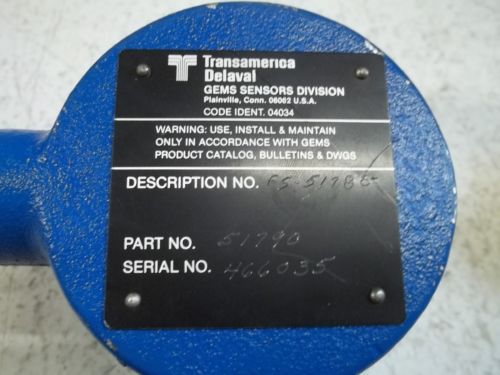 Transamerica
Delaval
GEMS SENSORS DIVISION
Plainville, Conn. 06062 U.S.A.
CODE IDENT. 04034
WARNING: USE, INSTALL & MAINTAIN
ONLY IN ACCORDANCE WITH GEMS
PRODUCT CATALOG, BULLETINS & DWGS
DESCRIPTION NO.
PART NO. 51790
SERIAL NO. 466035